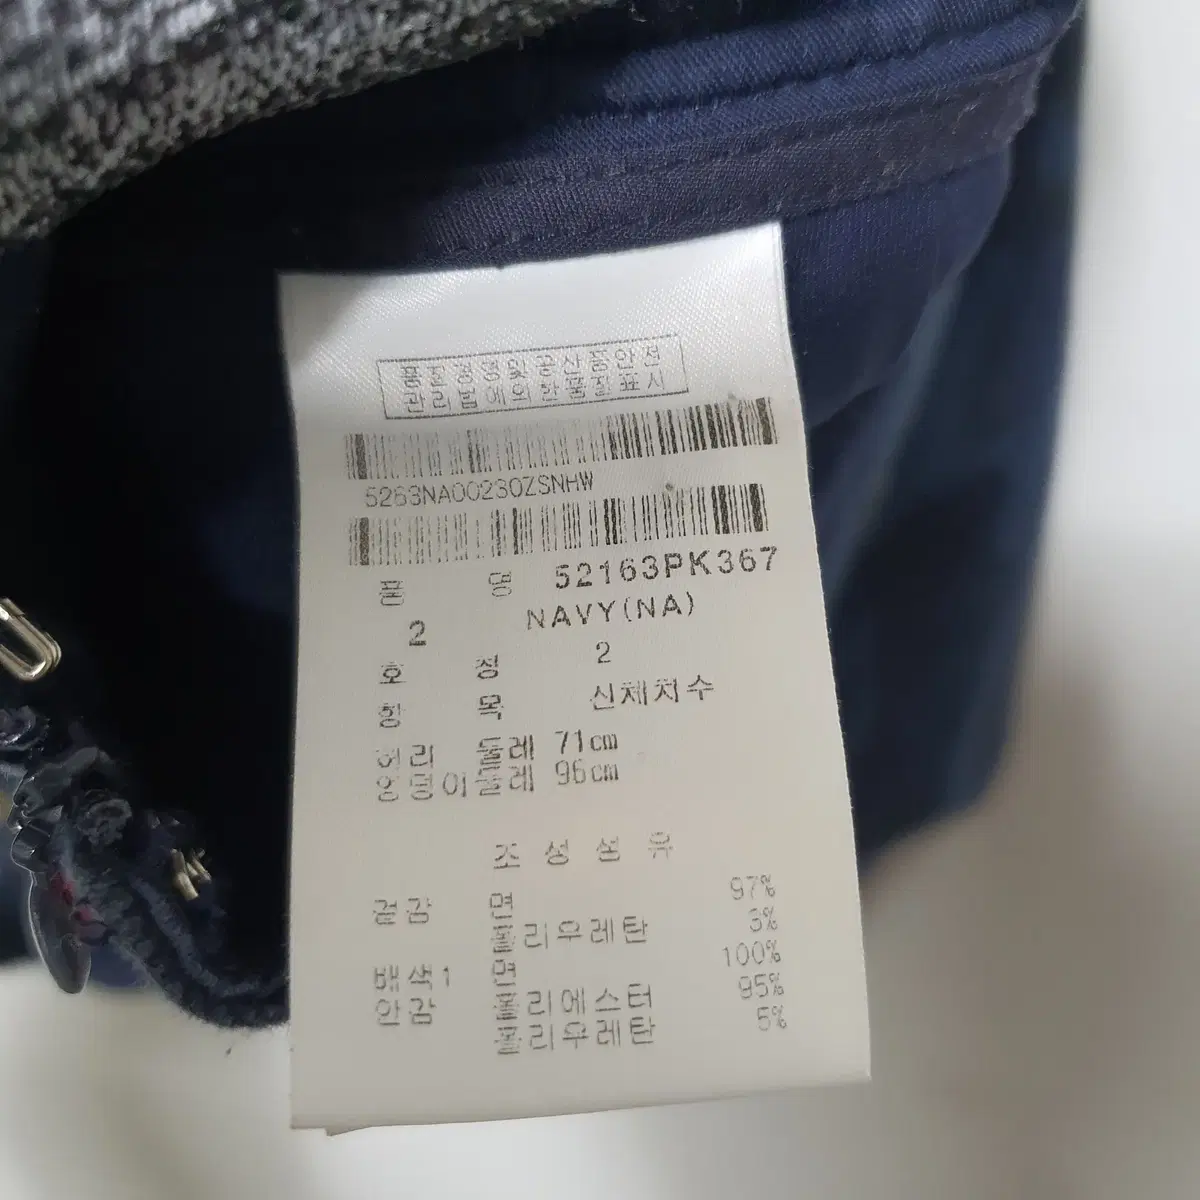 품질경영및공산품안전
관리법에의한품질표시
5263NA00230ZSNHW
품 명 52163PK367
2 NAVY(NA)
호 칭 2
항 목 신체치수
허리 둘레 71cm
엉덩이둘레 96cm
조 성 섬 유
겉감 면 97%
폴리우레탄 3%
배색1 면 100%
안감 폴리에스터 95%
폴리우레탄 5%